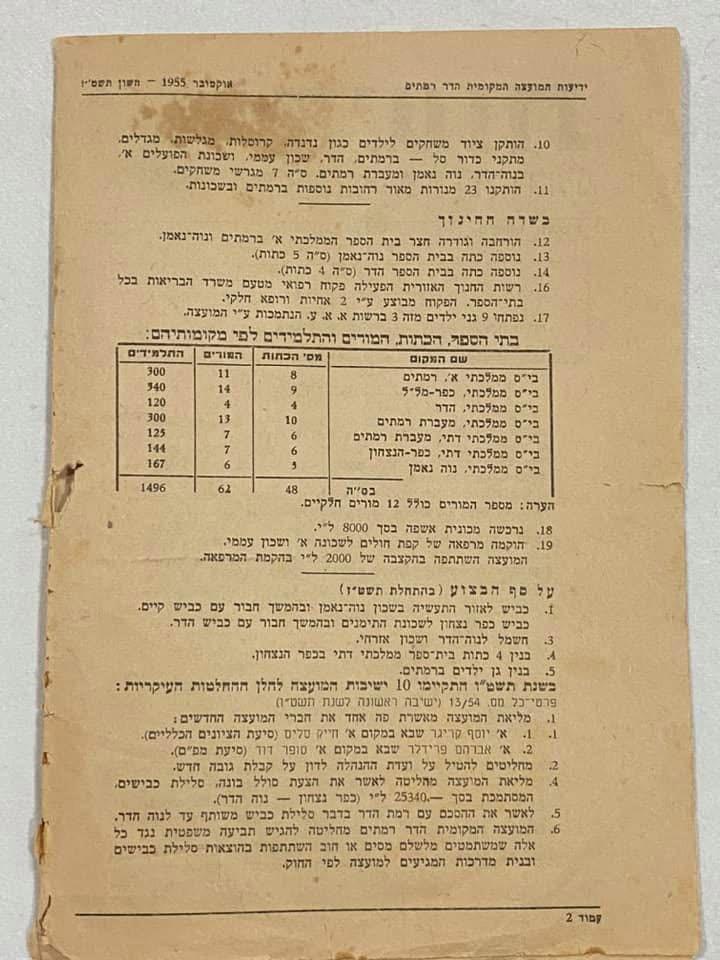 ידיעות המועצה המקומית הדר רמתים אוקטובר 1955 — חשון תשט"ז
10. הותקן ציוד משחקים לילדים כגון נדנדה, קרוסלות, מגלשות, מגדלים,
מתקני כדור סל — ברמתים, הדר, שכון עממי, ושכונת הפועלים א',
בנוה־הדר, נוה נאמן ומעברת רמתים. ס"ה 7 מגרשי משחקים.
11. הותקנו 23 מנורות מאור רחובות נוספות ברמתים ובשכונות.
בשדה החינוך
12. הורחבה וגודרה חצר בית הספר הממלכתי א' ברמתים ונוה־נאמן.
13. נוספה כתה בבית הספר נוה־נאמן (ס"ה 5 כתות).
14. נוספה כתה בבית הספר הדר (ס"ה 4 כתות).
16. רשות החנוך האזורית הפעילה פקוח רפואי מטעם משרד הבריאות בכל
בתי־הספר. הפקוח מבוצע ע"י 2 אחיות ורופא חלקי.
17. נפתחו 9 גני ילדים מזה 3 ברשות א. א. ע. הנתמכות ע"י המועצה.
בתי הספר, הכתות, המורים והתלמידים לפי מקומותיהם:
שם המקום מס' הכתות המורים התלמידים
בי"ס ממלכתי א', רמתים 8 11 300
בי"ס ממלכתי, כפר־מל"ל 9 14 340
בי"ס ממלכתי, הדר 4 4 120
בי"ס ממלכתי, מעברת רמתים 10 13 300
בי"ס ממלכתי דתי, מעברת רמתים 6 7 125
בי"ס ממלכתי דתי, כפר־הנצחון 6 7 144
בי"ס ממלכתי, נוה נאמן 5 6 167
בס"ה 48 62 1496
הערה: מספר המורים כולל 12 מורים חלקיים.
18. נרכשה מכונית אשפה בסך 8000 ל"י.
19. הוקמה מרפאה של קפת חולים לשכונה א' ושכון עממי.
המועצה השתתפה בהקצבה של 2000 ל"י בהקמת המרפאה.
על סף הבצוע (בהתחלת תשט"ז)
1. כביש לאזור התעשיה בשכון נוה־נאמן ובהמשך חבור עם כביש קיים.
כביש כפר נצחון לשכונת התימנים ובהמשך חבור עם כביש הדר.
3. חשמל לנוה־הדר ושכון אזרחי.
4. בנין 4 כתות בית־ספר ממלכתי דתי בכפר הנצחון.
5. בנין גן ילדים ברמתים.
בשנת תשט"ו התקיימו 10 ישיבות המועצה להלן ההחלטות העיקריות:
פרטי־כל מס. 13/54 (ישיבה ראשונה לשנת תשט"ו)
1. מליאת המועצה מאשרת פה אחד את חברי המועצה החדשים:
1. א' יוסף קריגר שבא במקום א' חייק סליס (סיעת הציונים הכלליים).
2. א' אברהם פרידלר שבא במקום א' סופר דוד (סיעת מפ"ם).
2. מחליטים להטיל על ועדת ההנהלה לדון על קבלת גובה חדש.
4. מליאת המועצה מחליטה לאשר את הצעת סולל בונה, סלילת כבישים,
המסתכמת בסך —.25340 ל"י (כפר נצחון — נוה הדר).
5. לאשר את ההסכם עם רמת הדר בדבר סלילת כביש משותף עד לנוה הדר.
6. המועצה המקומית הדר רמתים מחליטה להגיש תביעה משפטית נגד כל
אלה שמשתמטים מלשלם מסים או חוב השתתפות בהוצאות סלילת כבישים
ובנית מדרכות המגיעים למועצה לפי החוק.
עמוד 2